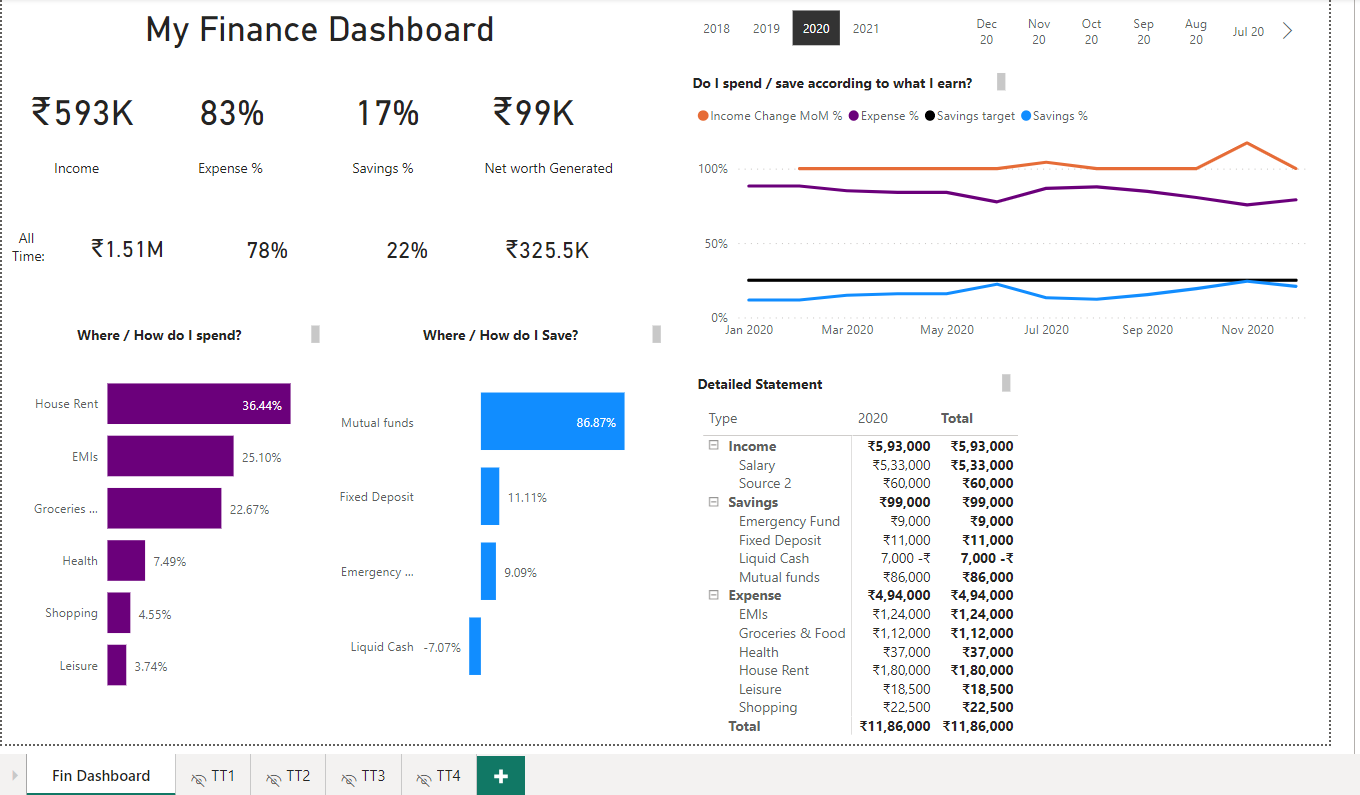 My Finance Dashboard
2018 2019 2020 2021
Dec 20 Nov 20 Oct 20 Sep 20 Aug 20 Jul 20
₹593K 83% 17% ₹99K
Income Expense % Savings % Net worth Generated
All Time: ₹1.51M 78% 22% ₹325.5K
Do I spend / save according to what I earn?
Income Change MoM % Expense % Savings target Savings %
100%
50%
0%
Jan 2020 Mar 2020 May 2020 Jul 2020 Sep 2020 Nov 2020
Where / How do I spend?
House Rent 36.44%
EMIs 25.10%
Groceries ... 22.67%
Health 7.49%
Shopping 4.55%
Leisure 3.74%
Where / How do I Save?
Mutual funds 86.87%
Fixed Deposit 11.11%
Emergency ... 9.09%
Liquid Cash -7.07%
Detailed Statement
Type 2020 Total
Income ₹5,93,000 ₹5,93,000
Salary ₹5,33,000 ₹5,33,000
Source 2 ₹60,000 ₹60,000
Savings ₹99,000 ₹99,000
Emergency Fund ₹9,000 ₹9,000
Fixed Deposit ₹11,000 ₹11,000
Liquid Cash 7,000 -₹ 7,000 -₹
Mutual funds ₹86,000 ₹86,000
Expense ₹4,94,000 ₹4,94,000
EMIs ₹1,24,000 ₹1,24,000
Groceries & Food ₹1,12,000 ₹1,12,000
Health ₹37,000 ₹37,000
House Rent ₹1,80,000 ₹1,80,000
Leisure ₹18,500 ₹18,500
Shopping ₹22,500 ₹22,500
Total ₹11,86,000 ₹11,86,000
Fin Dashboard TT1 TT2 TT3 TT4